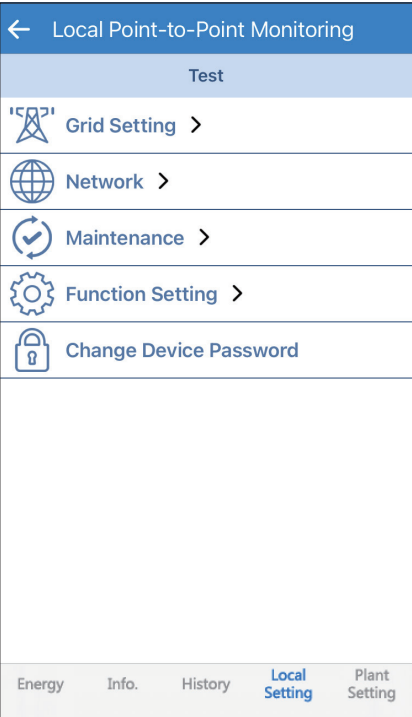 Local Point-to-Point Monitoring
Test
Grid Setting
Network
Maintenance
Function Setting
Change Device Password
Energy Info. History Local Setting Plant Setting